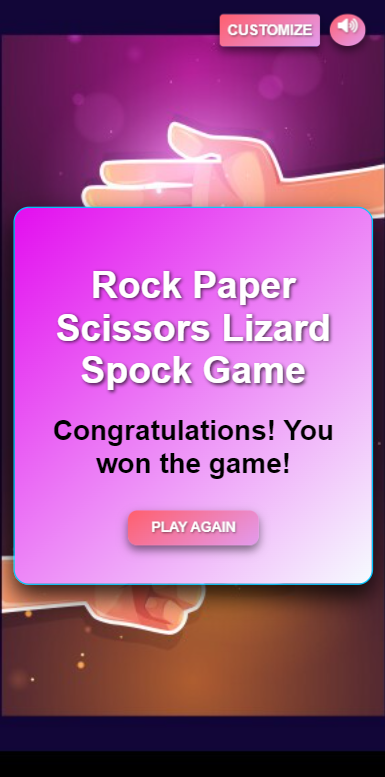 CUSTOMIZE
Rock Paper
Scissors Lizard
Spock Game
Congratulations! You
won the game!
PLAY AGAIN